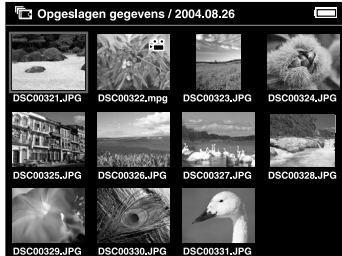 Opgeslagen gegevens / 2004.08.26
DSC00321.JPG DSC00322.mpg DSC00323.JPG DSC00324.JPG
DSC00325.JPG DSC00326.JPG DSC00327.JPG DSC00328.JPG
DSC00329.JPG DSC00330.JPG DSC00331.JPG